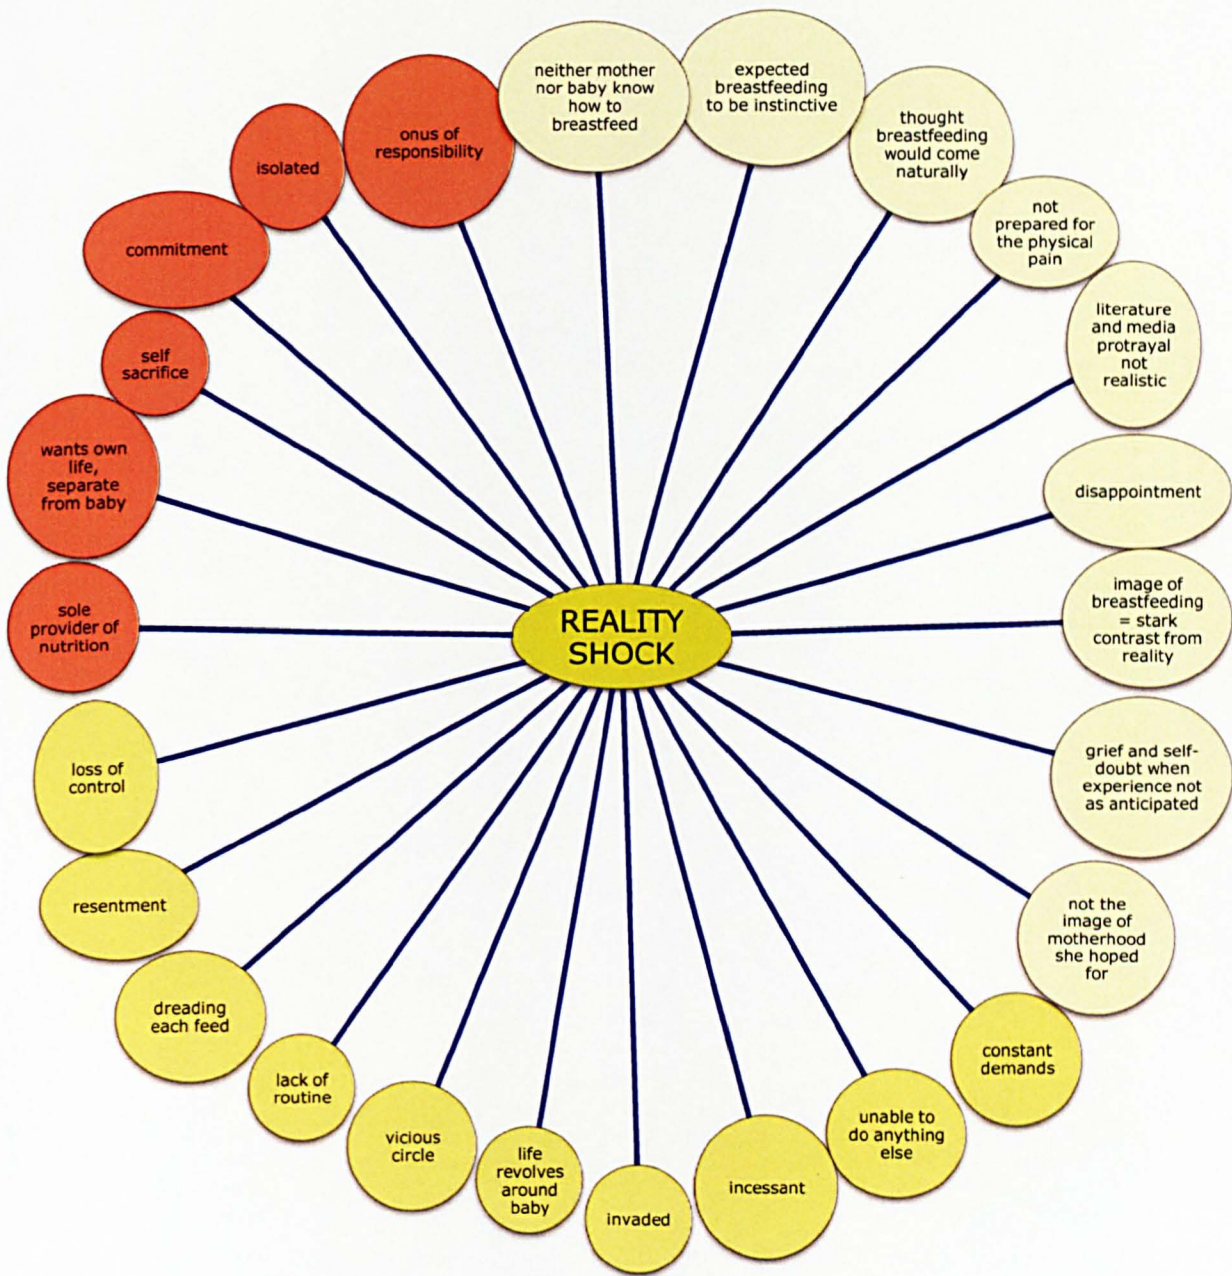 neither mother
nor baby know
how to
breastfeed
expected
breastfeeding
to be instinctive
thought
breastfeeding
would come
naturally
not
prepared for
the physical
pain
literature
and media
protrayal
not
realistic
disappointment
image of
breastfeeding
= stark
contrast from
reality
grief and self-
doubt when
experience not
as anticipated
not the
image of
motherhood
she hoped
for
constant
demands
unable to
do anything
else
incessant
invaded
life
revolves
around
baby
vicious
circle
lack of
routine
dreading
each feed
resentment
loss of
control
sole
provider of
nutrition
wants own
life,
separate
from baby
self
sacrifice
commitment
isolated
onus of
responsibility
REALITY
SHOCK